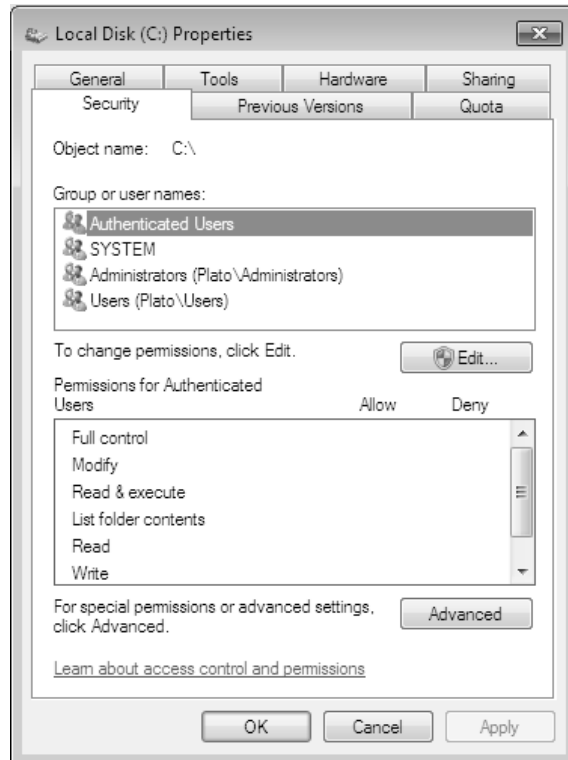 Local Disk (C:) Properties
General Tools Hardware Sharing
Security Previous Versions Quota
Object name: C:\
Group or user names:
Authenticated Users
SYSTEM
Administrators (Plato\Administrators)
Users (Plato\Users)
To change permissions, click Edit.
Edit...
Permissions for Authenticated
Users Allow Deny
Full control
Modify
Read & execute
List folder contents
Read
Write
For special permissions or advanced settings,
click Advanced.
Advanced
Learn about access control and permissions
OK Cancel Apply